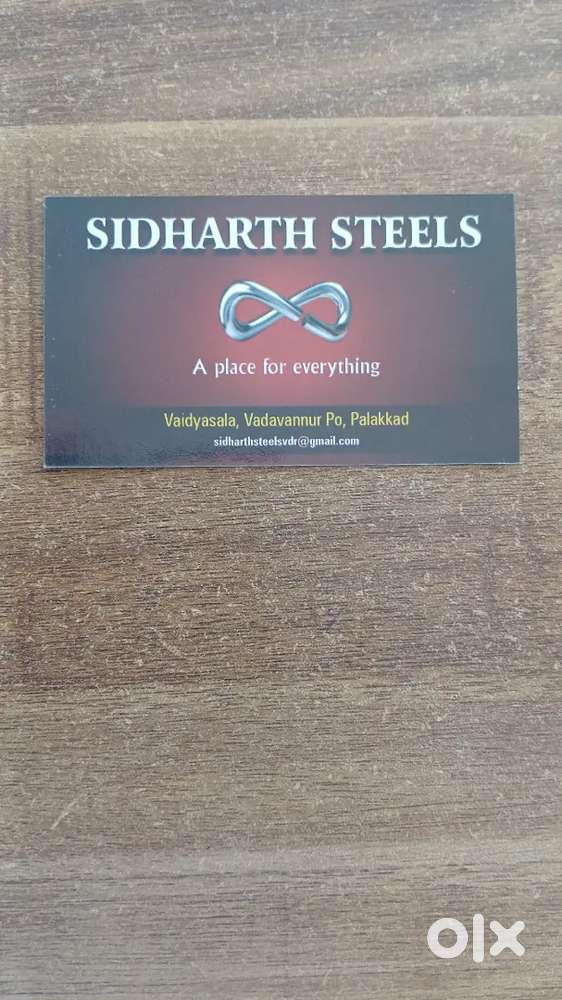 SIDHARTH STEELS
A place for everything
Vaidyasala, Vadavannur Po, Palakkad
sidharthsteelsvdr@gmail.com
olx